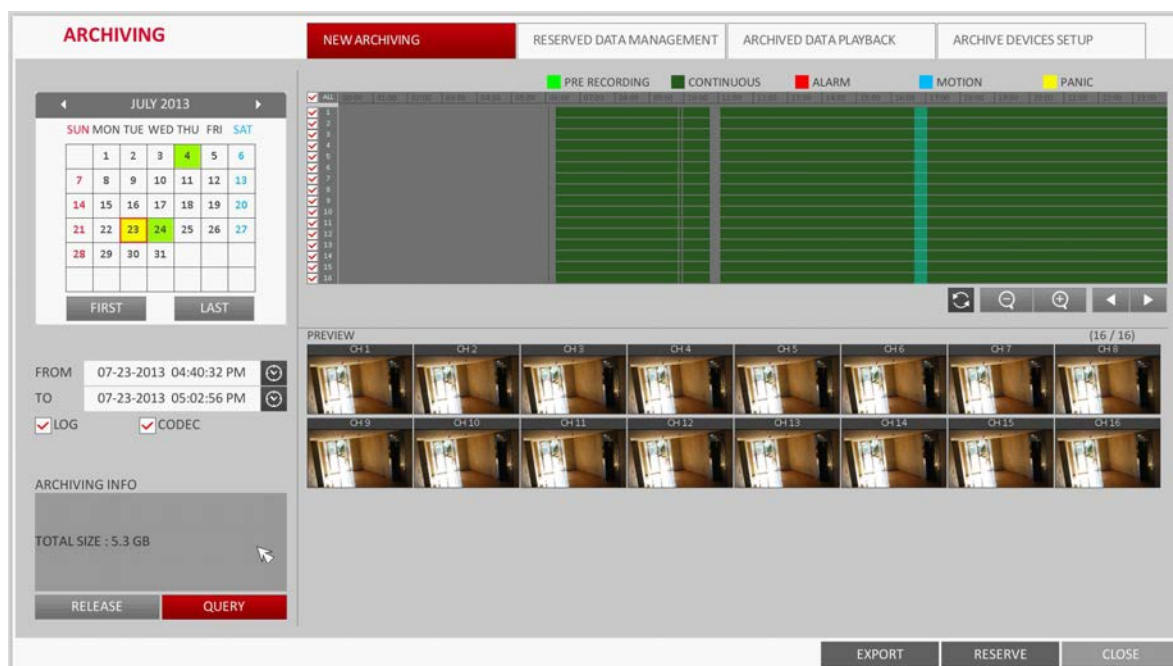 ARCHIVING
NEW ARCHIVING
RESERVED DATA MANAGEMENT
ARCHIVED DATA PLAYBACK
ARCHIVE DEVICES SETUP
PRE RECORDING CONTINUOUS ALARM MOTION PANIC
JULY 2013
SUN MON TUE WED THU FRI SAT
1 2 3 4 5 6
7 8 9 10 11 12 13
14 15 16 17 18 19 20
21 22 23 24 25 26 27
28 29 30 31
FIRST LAST
FROM 07-23-2013 04:40:32 PM
TO 07-23-2013 05:02:56 PM
LOG CODEC
ARCHIVING INFO
TOTAL SIZE : 5.3 GB
RELEASE QUERY
ALL
1
2
3
4
5
6
7
8
9
10
11
12
13
14
15
16
PREVIEW (16 / 16)
CH 1 CH 2 CH 3 CH 4 CH 5 CH 6 CH 7 CH 8
CH 9 CH 10 CH 11 CH 12 CH 13 CH 14 CH 15 CH 16
EXPORT RESERVE CLOSE